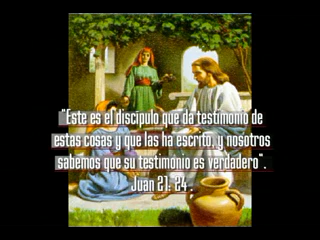 "Este es el discípulo que da testimonio de
estas cosas y que las ha escrito, y nosotros
sabemos que su testimonio es verdadero".
Juan 21: 24 .